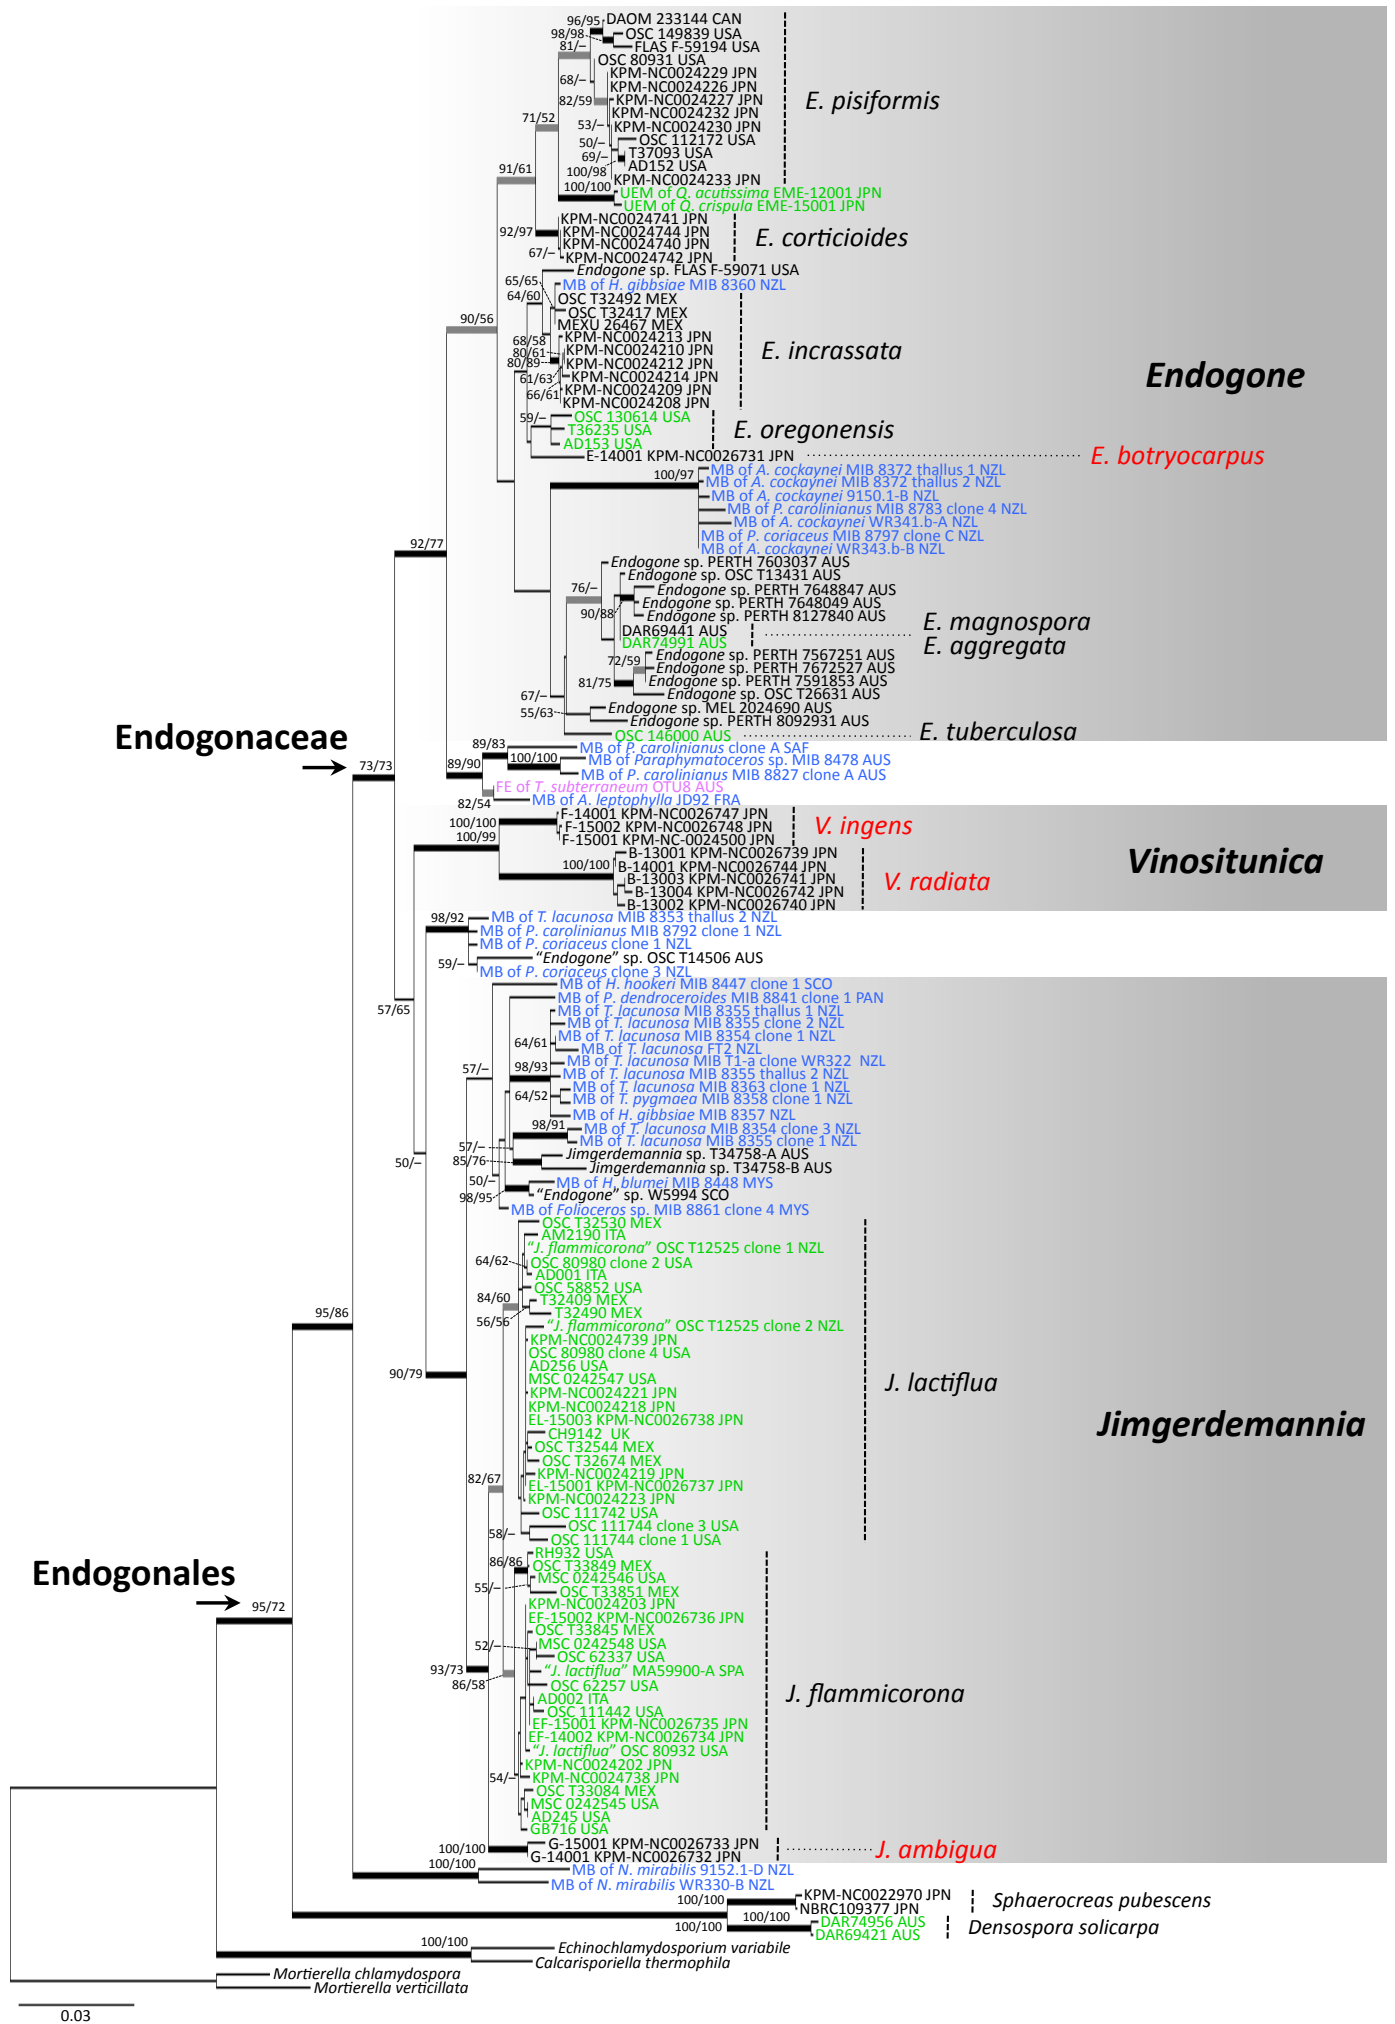 96/95
DAOM 233144 CAN
98/98
OSC 149839 USA
81/–
FLAS F-59194 USA
OSC 80931 USA
68/–
KPM-NC0024229 JPN
KPM-NC0024226 JPN
82/59
KPM-NC0024227 JPN
E. pisiformis
KPM-NC0024232 JPN
71/52
53/–
KPM-NC0024230 JPN
50/–
OSC 112172 USA
69/–
T37093 USA
AD152 USA
100/98
KPM-NC0024233 JPN
91/61
100/100
UEM of Q. acutissima EME-12001 JPN
UEM of Q. crispula EME-15001 JPN
KPM-NC0024741 JPN
92/97
KPM-NC0024744 JPN
E. corticioides
KPM-NC0024740 JPN
67/–
KPM-NC0024742 JPN
Endogone sp. FLAS F-59071 USA
65/65
MB of H. gibbsiae MIB 8360 NZL
64/60
OSC T32492 MEX
OSC T32417 MEX
90/56
MEXU 26467 MEX
68/58
KPM-NC0024213 JPN
80/61
KPM-NC0024210 JPN
E. incrassata
80/89
KPM-NC0024212 JPN
61/63
KPM-NC0024214 JPN
Endogone
66/61
KPM-NC0024209 JPN
KPM-NC0024208 JPN
59/–
OSC 130614 USA
T36235 USA
E. oregonensis
AD153 USA
E-14001 KPM-NC0026731 JPN
E. botryocarpus
100/97
MB of A. cockaynei MIB 8372 thallus 1 NZL
MB of A. cockaynei MIB 8372 thallus 2 NZL
MB of A. cockaynei 9150.1-B NZL
MB of P. carolinianus MIB 8783 clone 4 NZL
MB of A. cockaynei WR341.b-A NZL
MB of P. coriaceus MIB 8797 clone C NZL
92/77
MB of A. cockaynei WR343.b-B NZL
Endogone sp. PERTH 7603037 AUS
Endogone sp. OSC T13431 AUS
76/–
Endogone sp. PERTH 7648847 AUS
Endogone sp. PERTH 7648049 AUS
90/88
Endogone sp. PERTH 8127840 AUS
E. magnospora
DAR69441 AUS
DAR74991 AUS
E. aggregata
72/59
Endogone sp. PERTH 7567251 AUS
Endogone sp. PERTH 7672527 AUS
81/75
Endogone sp. PERTH 7591853 AUS
67/–
Endogone sp. OSC T26631 AUS
55/63
Endogone sp. MEL 2024690 AUS
Endogone sp. PERTH 8092931 AUS
OSC 146000 AUS
E. tuberculosa
Endogonaceae
89/83
MB of P. carolinianus clone A SAF
100/100
MB of Paraphymatoceros sp. MIB 8478 AUS
73/73
89/90
MB of P. carolinianus MIB 8827 clone A AUS
FE of T. subterraneum OTU8 AUS
82/54
MB of A. leptophylla JD92 FRA
100/100
F-14001 KPM-NC0026747 JPN
F-15002 KPM-NC0026748 JPN
V. ingens
100/99
F-15001 KPM-NC-0024500 JPN
B-13001 KPM-NC0026739 JPN
Vinositunica
100/100
B-14001 KPM-NC0026744 JPN
B-13003 KPM-NC0026741 JPN
V. radiata
B-13004 KPM-NC0026742 JPN
B-13002 KPM-NC0026740 JPN
98/92
MB of T. lacunosa MIB 8353 thallus 2 NZL
MB of P. carolinianus MIB 8792 clone 1 NZL
MB of P. coriaceus clone 1 NZL
59/–
"Endogone" sp. OSC T14506 AUS
MB of P. coriaceus clone 3 NZL
57/65
MB of H. hookeri MIB 8447 clone 1 SCO
MB of P. dendroceroides MIB 8841 clone 1 PAN
MB of T. lacunosa MIB 8355 thallus 1 NZL
MB of T. lacunosa MIB 8355 clone 2 NZL
64/61
MB of T. lacunosa MIB 8354 clone 1 NZL
MB of T. lacunosa FT2 NZL
57/–
98/93
MB of T. lacunosa MIB T1-a clone WR322 NZL
MB of T. lacunosa MIB 8355 thallus 2 NZL
64/52
MB of T. lacunosa MIB 8363 clone 1 NZL
MB of T. pygmaea MIB 8358 clone 1 NZL
MB of H. gibbsiae MIB 8357 NZL
98/91
MB of T. lacunosa MIB 8354 clone 3 NZL
57/–
MB of T. lacunosa MIB 8355 clone 1 NZL
50/–
85/76
Jimgerdemannia sp. T34758-A AUS
Jimgerdemannia sp. T34758-B AUS
50/–
MB of H. blumei MIB 8448 MYS
98/95
"Endogone" sp. W5994 SCO
MB of Folioceros sp. MIB 8861 clone 4 MYS
OSC T32530 MEX
AM2190 ITA
"J. flammicorona" OSC T12525 clone 1 NZL
64/62
OSC 80980 clone 2 USA
AD001 ITA
OSC 58852 USA
84/60
T32409 MEX
95/86
56/56
T32490 MEX
"J. flammicorona" OSC T12525 clone 2 NZL
KPM-NC0024739 JPN
OSC 80980 clone 4 USA
AD256 USA
90/79
MSC 0242547 USA
J. lactiflua
KPM-NC0024221 JPN
KPM-NC0024218 JPN
EL-15003 KPM-NC0026738 JPN
Jimgerdemannia
CH9142 UK
OSC T32544 MEX
OSC T32674 MEX
82/67
KPM-NC0024219 JPN
EL-15001 KPM-NC0026737 JPN
KPM-NC0024223 JPN
OSC 111742 USA
58/–
OSC 111744 clone 3 USA
OSC 111744 clone 1 USA
RH932 USA
86/86
OSC T33849 MEX
Endogonales
MSC 0242546 USA
55/–
OSC T33851 MEX
95/72
KPM-NC0024203 JPN
EF-15002 KPM-NC0026736 JPN
OSC T33845 MEX
52/–
MSC 0242548 USA
OSC 62337 USA
93/73
"J. lactiflua" MA59900-A SPA
86/58
OSC 62257 USA
J. flammicorona
AD002 ITA
OSC 111442 USA
EF-15001 KPM-NC0026735 JPN
EF-14002 KPM-NC0026734 JPN
"J. lactiflua" OSC 80932 USA
KPM-NC0024202 JPN
54/–
KPM-NC0024738 JPN
OSC T33084 MEX
MSC 0242545 USA
AD245 USA
GB716 USA
100/100
G-15001 KPM-NC0026733 JPN
G-14001 KPM-NC0026732 JPN
J. ambigua
100/100
MB of N. mirabilis 9152.1-D NZL
MB of N. mirabilis WR330-B NZL
100/100
KPM-NC0022970 JPN
Sphaerocreas pubescens
NBRC109377 JPN
100/100
100/100
DAR74956 AUS
Densospora solicarpa
DAR69421 AUS
100/100
Echinochlamydosporium variabile
Calcarisporiella thermophila
Mortierella chlamydospora
Mortierella verticillata
0.03